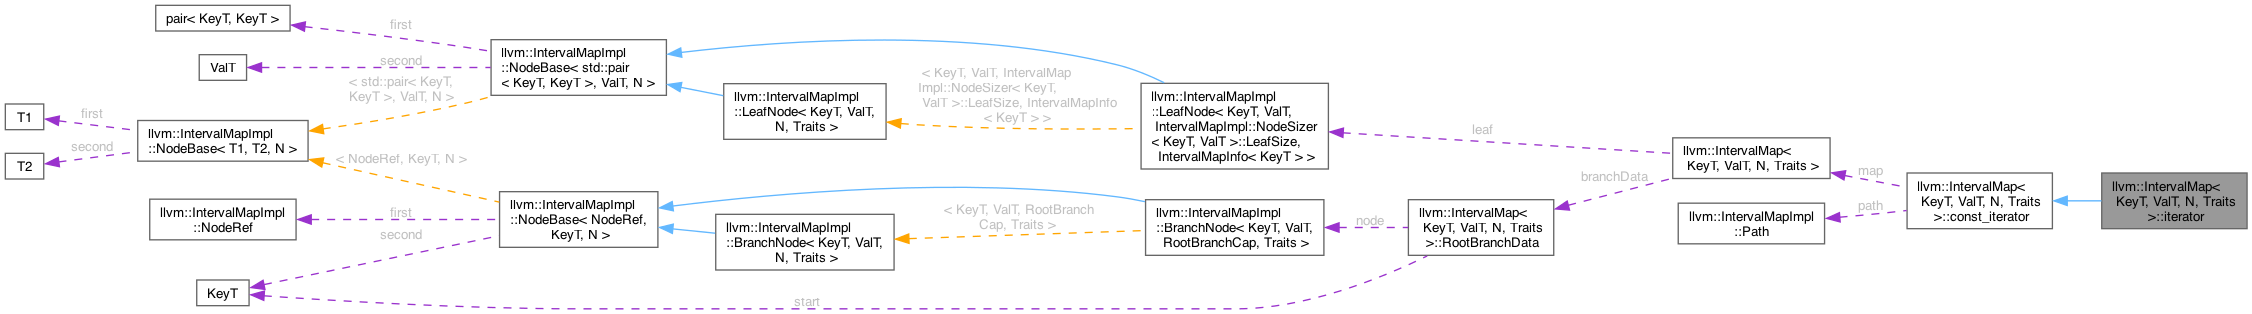 pair< KeyT, KeyT >
first
ValT
second
< std::pair< KeyT,
KeyT >, ValT, N >
T1
first
T2
second
llvm::IntervalMapImpl
::NodeBase< T1, T2, N >
< NodeRef, KeyT, N >
llvm::IntervalMapImpl
::NodeRef
first
second
KeyT
llvm::IntervalMapImpl
::NodeBase< std::pair
< KeyT, KeyT >, ValT, N >
llvm::IntervalMapImpl
::NodeBase< NodeRef,
KeyT, N >
llvm::IntervalMapImpl
::LeafNode< KeyT, ValT,
N, Traits >
llvm::IntervalMapImpl
::BranchNode< KeyT, ValT,
N, Traits >
< KeyT, ValT, IntervalMap
Impl::NodeSizer< KeyT,
ValT >::LeafSize, IntervalMapInfo
< KeyT > >
< KeyT, ValT, RootBranch
Cap, Traits >
start
llvm::IntervalMapImpl
::LeafNode< KeyT, ValT,
IntervalMapImpl::NodeSizer
< KeyT, ValT >::LeafSize,
IntervalMapInfo< KeyT > >
llvm::IntervalMapImpl
::BranchNode< KeyT, ValT,
RootBranchCap, Traits >
leaf
node
llvm::IntervalMap<
KeyT, ValT, N, Traits
>::RootBranchData
branchData
llvm::IntervalMap<
KeyT, ValT, N, Traits >
llvm::IntervalMapImpl
::Path
map
path
llvm::IntervalMap<
KeyT, ValT, N, Traits
>::const_iterator
llvm::IntervalMap<
KeyT, ValT, N, Traits
>::iterator